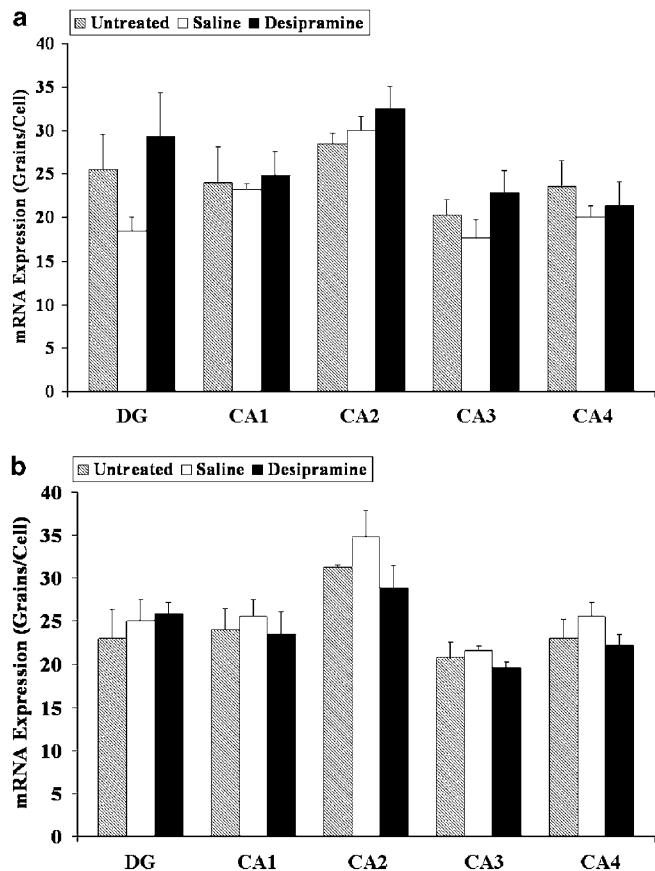 a
Untreated Saline Desipramine
mRNA Expression (Grains/Cell)
40
35
30
25
20
15
10
5
0
DG CA1 CA2 CA3 CA4
b
Untreated Saline Desipramine
mRNA Expression (Grains/Cell)
40
35
30
25
20
15
10
5
0
DG CA1 CA2 CA3 CA4